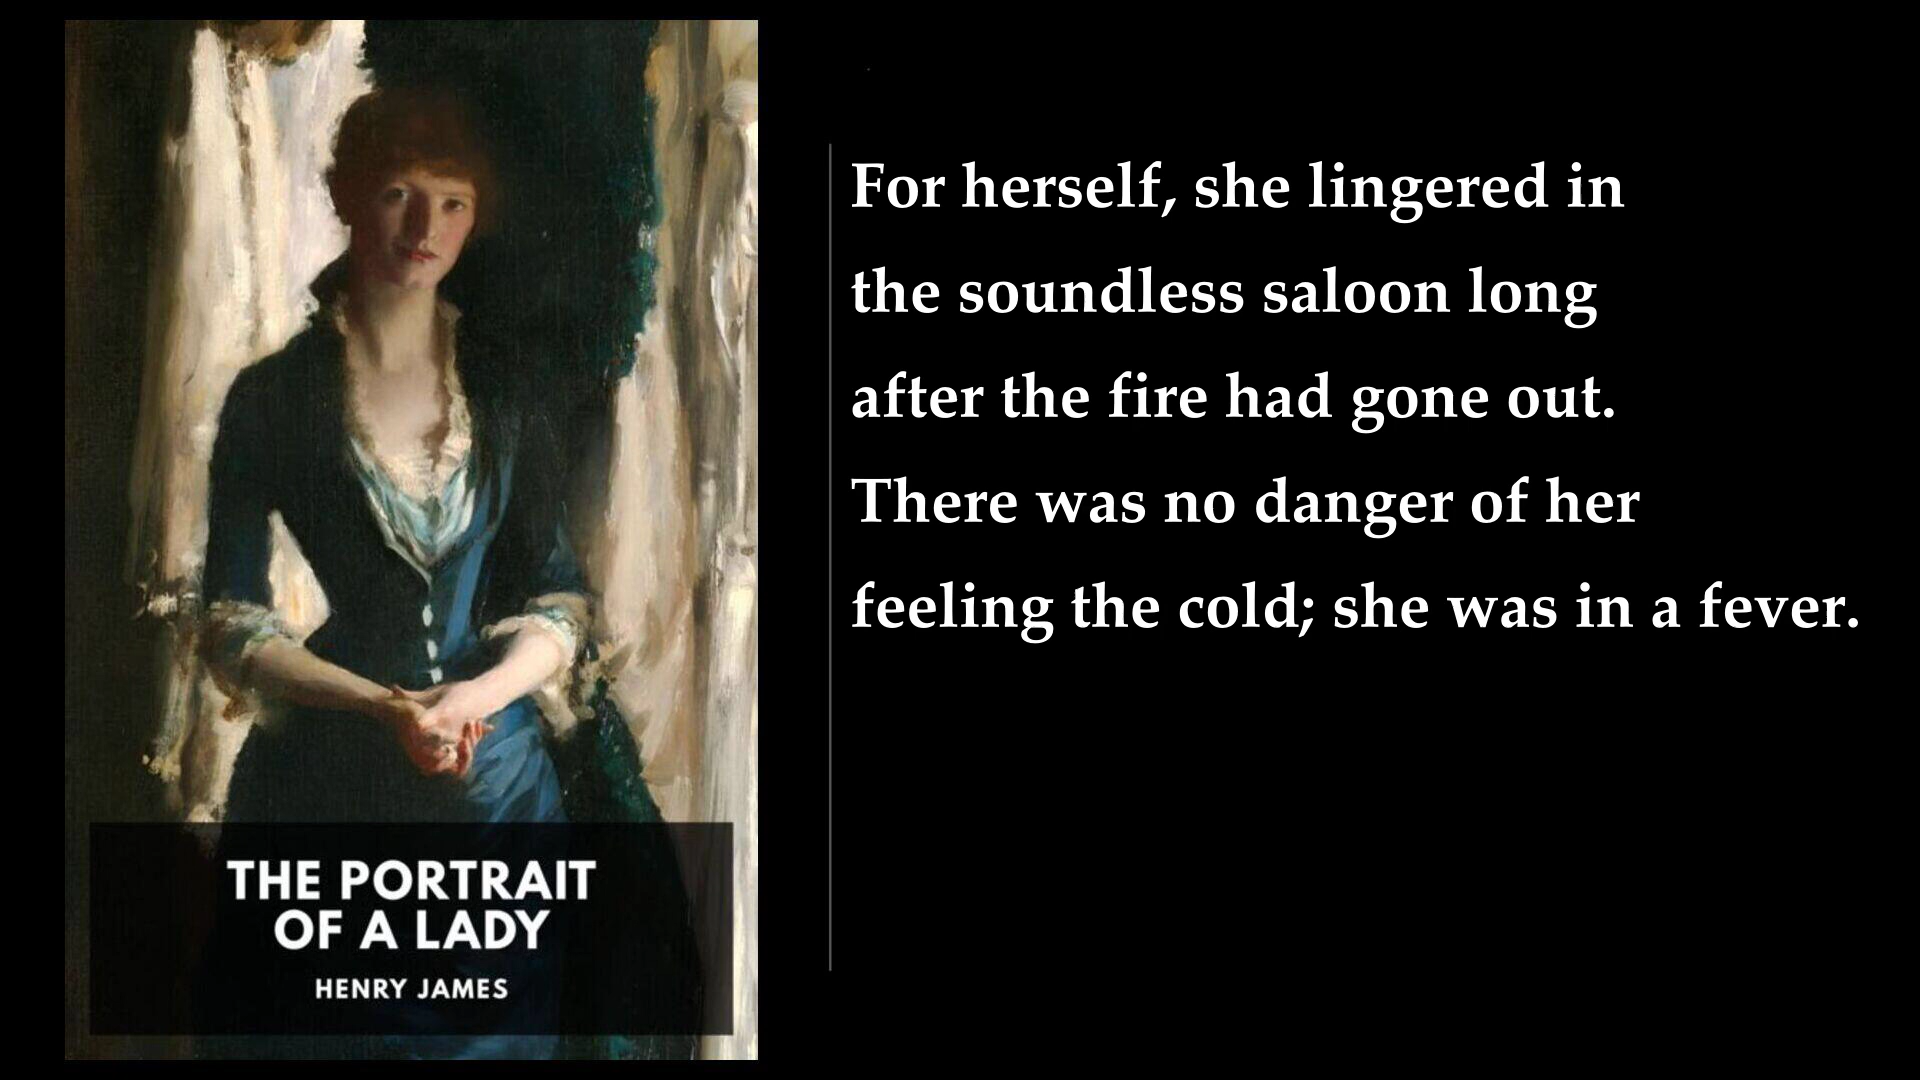 For herself, she lingered in
the soundless saloon long
after the fire had gone out.
There was no danger of her
feeling the cold; she was in a fever.
THE PORTRAIT
OF A LADY
HENRY JAMES